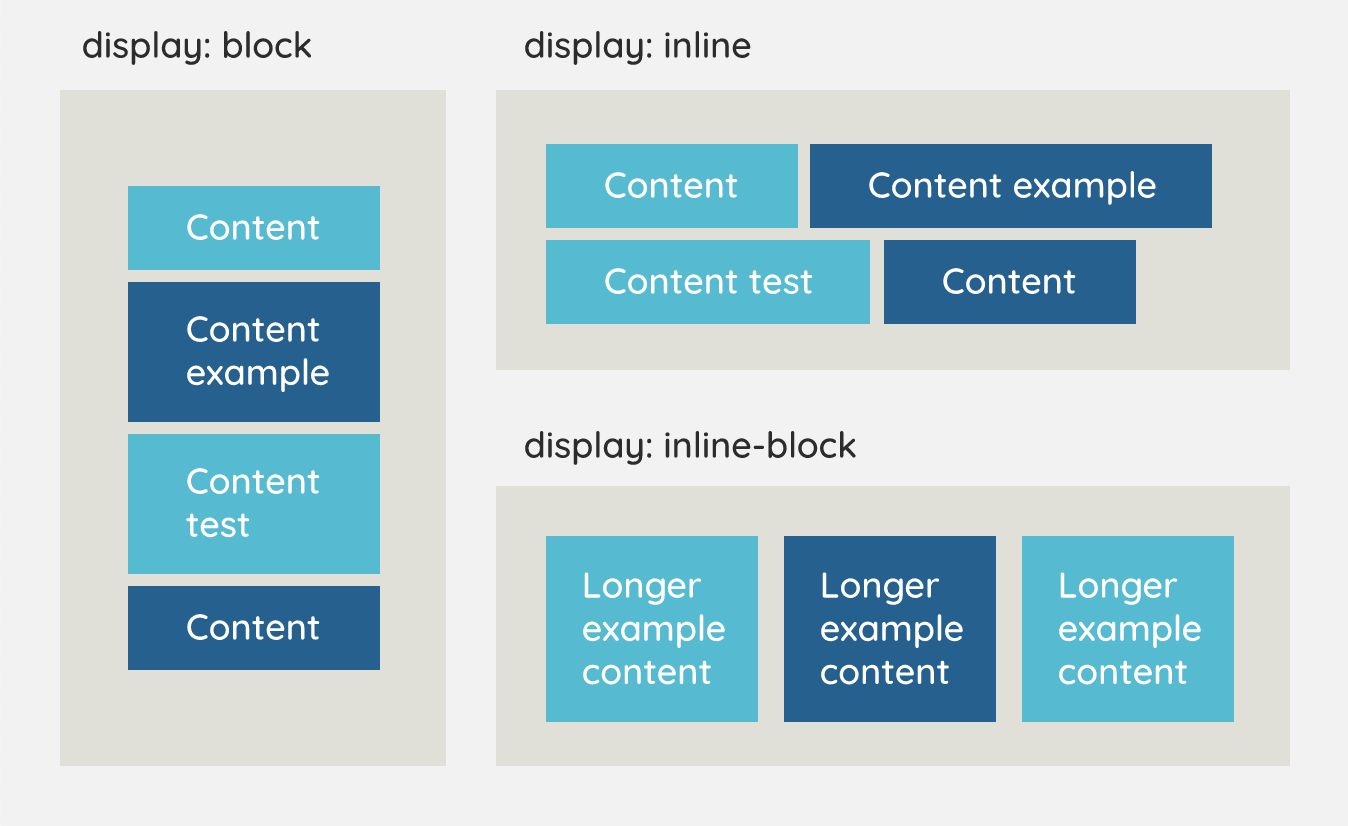 display: block
Content
Content
example
Content
test
Content
display: inline
Content
Content example
Content test
Content
display: inline-block
Longer
example
content
Longer
example
content
Longer
example
content